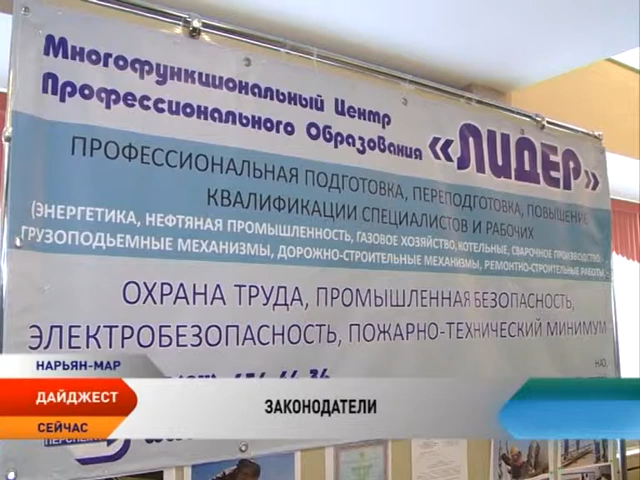 Многофункциональный Центр
Профессионального Образования «ЛИДЕР»
ПРОФЕССИОНАЛЬНАЯ ПОДГОТОВКА, ПЕРЕПОДГОТОВКА, ПОВЫШЕНИЕ
КВАЛИФИКАЦИИ СПЕЦИАЛИСТОВ И РАБОЧИХ
(ЭНЕРГЕТИКА, НЕФТЯНАЯ ПРОМЫШЛЕННОСТЬ, ГАЗОВОЕ ХОЗЯЙСТВО, КОТЕЛЬНЫЕ, СВАРОЧНОЕ ПРОИЗВОДСТВО,
ГРУЗОПОДЬЕМНЫЕ МЕХАНИЗМЫ, ДОРОЖНО-СТРОИТЕЛЬНЫЕ МЕХАНИЗМЫ, РЕМОНТНО-СТРОИТЕЛЬНЫЕ РАБОТЫ
ОХРАНА ТРУДА, ПРОМЫШЛЕННАЯ БЕЗОПАСНОСТЬ,
ЭЛЕКТРОБЕЗОПАСНОСТЬ, ПОЖАРНО-ТЕХНИЧЕСКИЙ МИНИМУМ
НАРЬЯН-МАР
НАО,
ДАЙДЖЕСТ
ЗАКОНОДАТЕЛИ
СЕЙЧАС